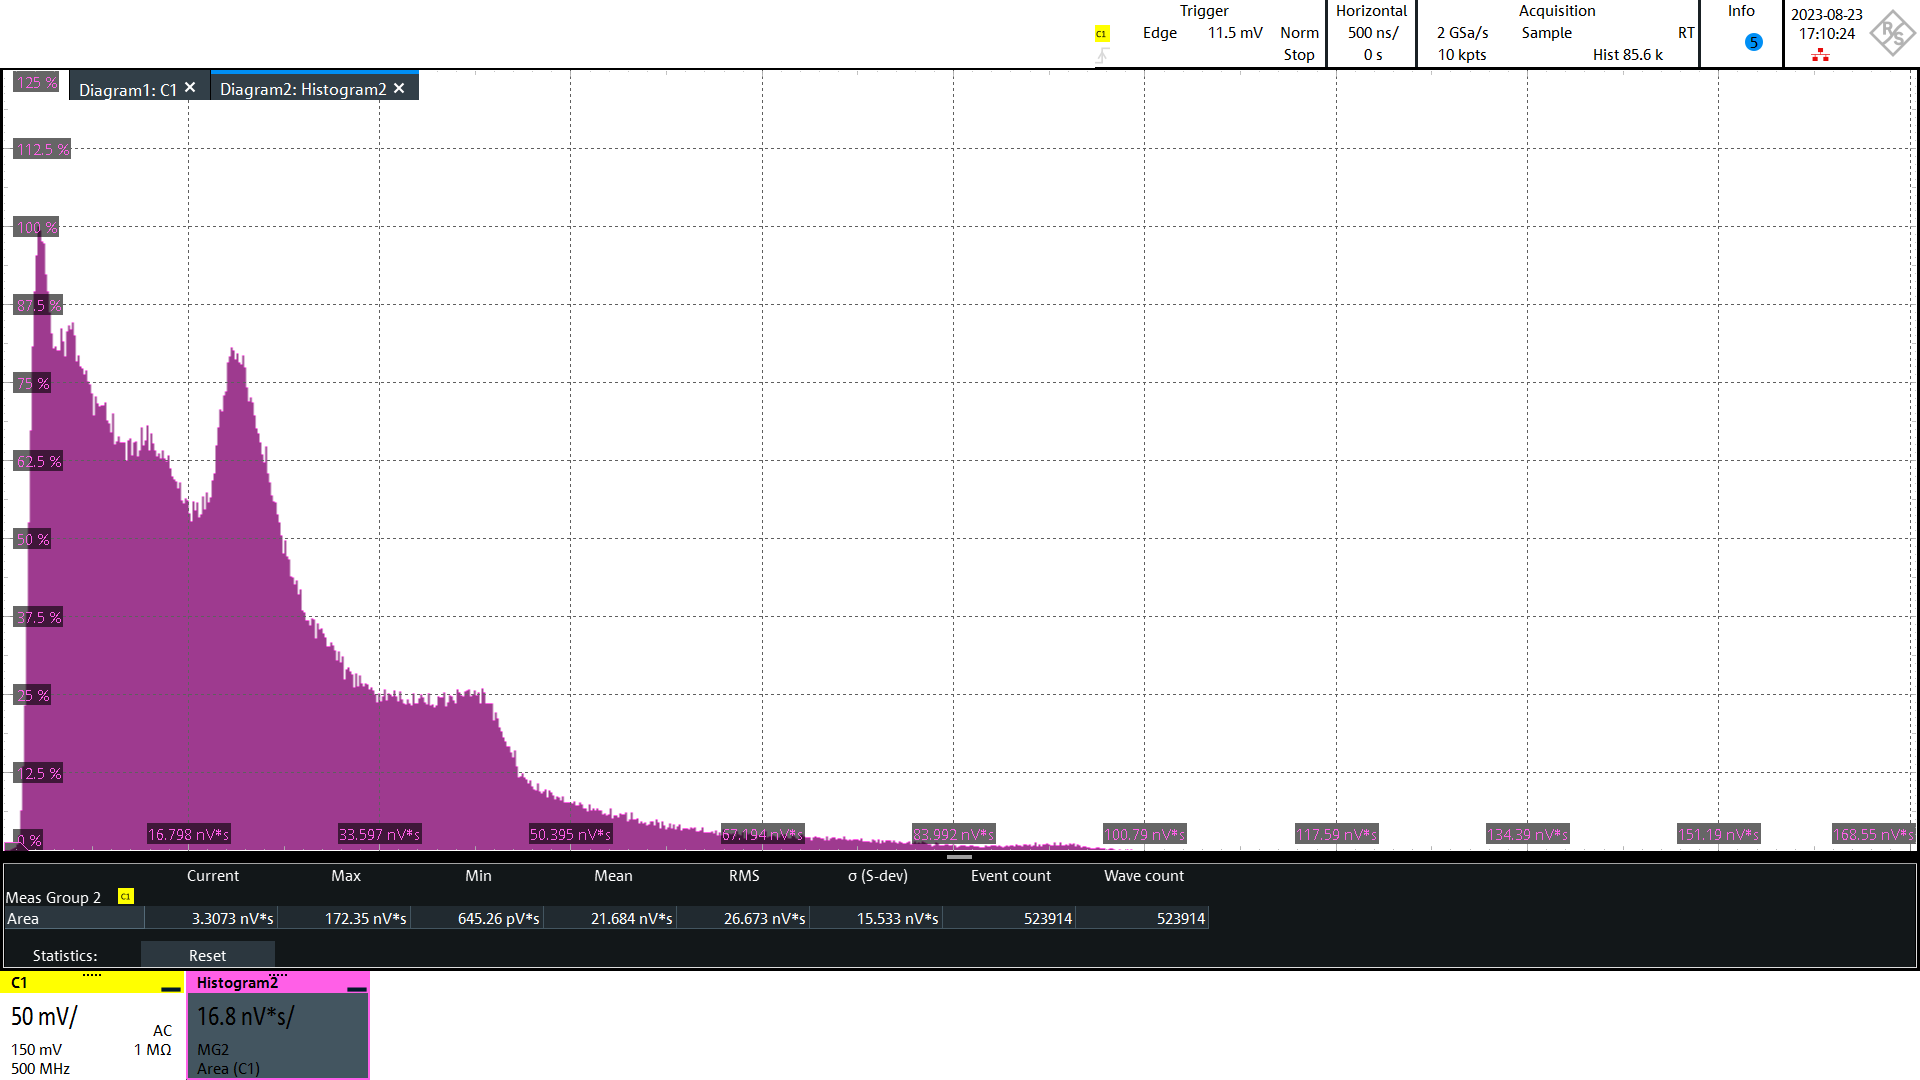 Trigger
Edge 11.5 mV Norm
Stop
Horizontal
500 ns/
0 s
Acquisition
2 GSa/s Sample RT
10 kpts Hist 85.6 k
Info
5
2023-08-23
17:10:24
R&S
C1
Diagram1: C1 ✕
Diagram2: Histogram2 ✕
125 %
112.5 %
100 %
87.5 %
75 %
62.5 %
50 %
37.5 %
25 %
12.5 %
0 %
16.798 nV*s 33.597 nV*s 50.395 nV*s 67.194 nV*s 83.992 nV*s 100.79 nV*s 117.59 nV*s 134.39 nV*s 151.19 nV*s 168.55 nV*s
Current Max Min Mean RMS σ (S-dev) Event count Wave count
Meas Group 2 C1
Area 3.3073 nV*s 172.35 nV*s 645.26 pV*s 21.684 nV*s 26.673 nV*s 15.533 nV*s 523914 523914
Statistics: Reset
C1
50 mV/
AC
150 mV 1 MΩ
500 MHz
Histogram2
16.8 nV*s/
MG2
Area (C1)